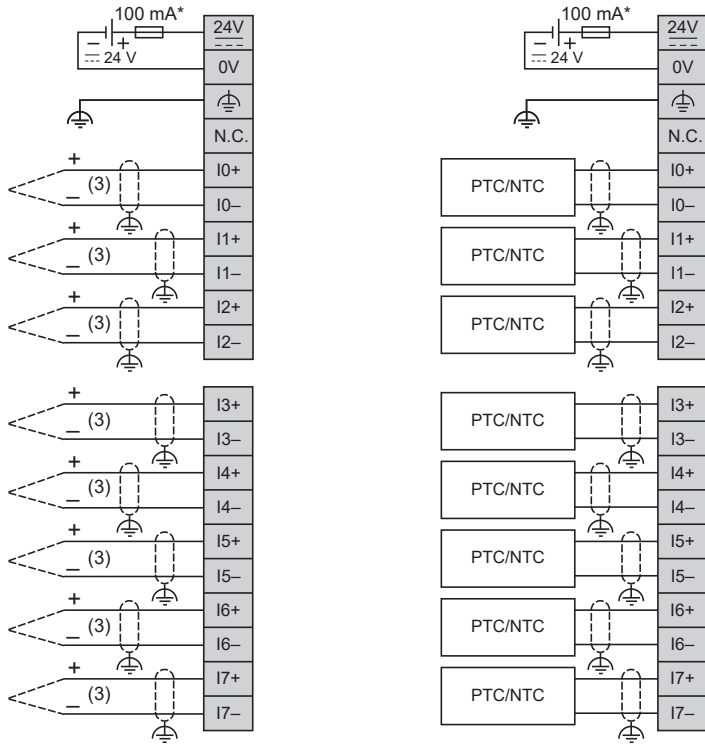 100 mA*
24V
– +
24 V
0V
N.C.
+
I0+
(3)
–
I0–
+
I1+
(3)
–
I1–
+
I2+
(3)
–
I2–
+
I3+
(3)
–
I3–
+
I4+
(3)
–
I4–
+
I5+
(3)
–
I5–
+
I6+
(3)
–
I6–
+
I7+
(3)
–
I7–
100 mA*
24V
– +
24 V
0V
N.C.
I0+
PTC/NTC
I0–
I1+
PTC/NTC
I1–
I2+
PTC/NTC
I2–
I3+
PTC/NTC
I3–
I4+
PTC/NTC
I4–
I5+
PTC/NTC
I5–
I6+
PTC/NTC
I6–
I7+
PTC/NTC
I7–